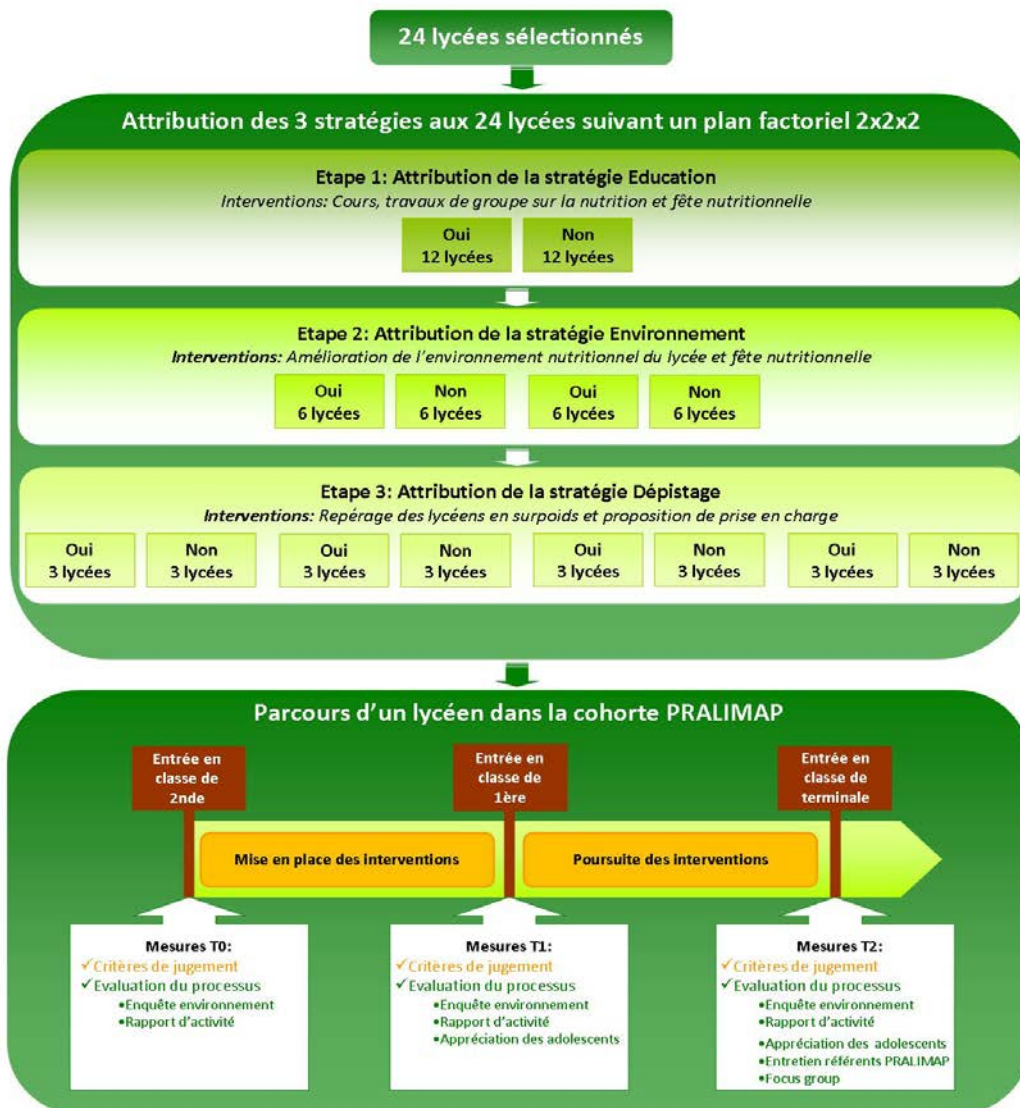 24 lycées sélectionnés
Attribution des 3 stratégies aux 24 lycées suivant un plan factoriel 2x2x2
Etape 1: Attribution de la stratégie Education
Interventions: Cours, travaux de groupe sur la nutrition et fête nutritionnelle
Oui
12 lycées
Non
12 lycées
Etape 2: Attribution de la stratégie Environnement
Interventions: Amélioration de l'environnement nutritionnel du lycée et fête nutritionnelle
Oui
6 lycées
Non
6 lycées
Oui
6 lycées
Non
6 lycées
Etape 3: Attribution de la stratégie Dépistage
Interventions: Repérage des lycéens en surpoids et proposition de prise en charge
Oui
3 lycées
Non
3 lycées
Oui
3 lycées
Non
3 lycées
Oui
3 lycées
Non
3 lycées
Oui
3 lycées
Non
3 lycées
Parcours d'un lycéen dans la cohorte PRALIMAP
Entrée en
classe de
2nde
Entrée en
classe de
1ère
Entrée en
classe de
terminale
Mise en place des interventions
Poursuite des interventions
Mesures T0:
✓Critères de jugement
✓Evaluation du processus
•Enquête environnement
•Rapport d'activité
Mesures T1:
✓Critères de jugement
✓Evaluation du processus
•Enquête environnement
•Rapport d'activité
•Appréciation des adolescents
Mesures T2:
✓Critères de jugement
✓Evaluation du processus
•Enquête environnement
•Rapport d'activité
•Appréciation des adolescents
•Entretien référents PRALIMAP
•Focus group